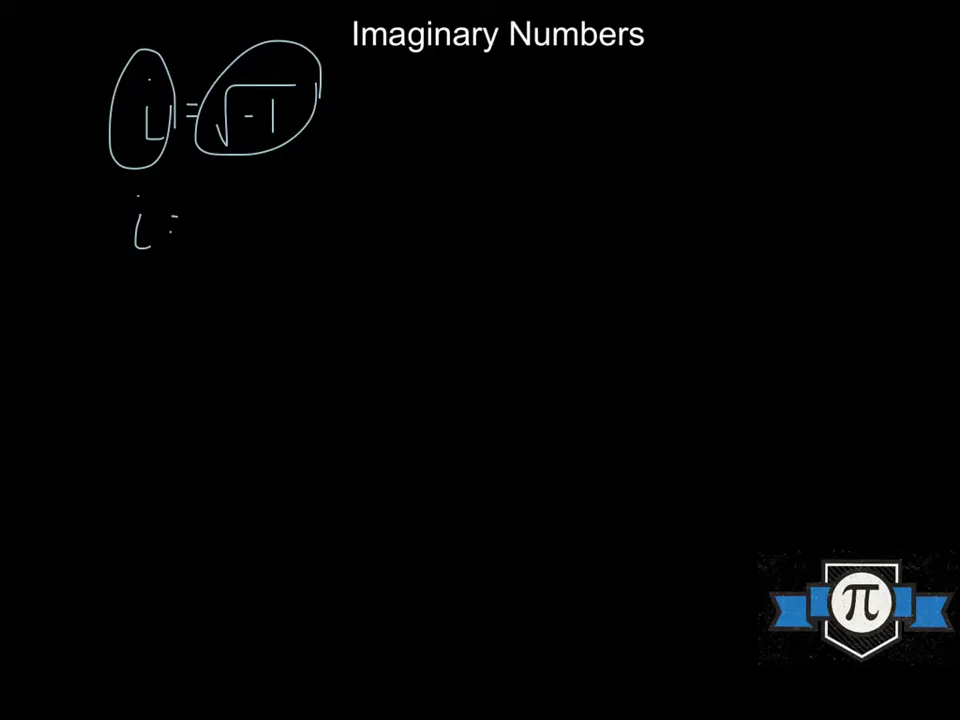 Imaginary Numbers
i = √-1
i =
π